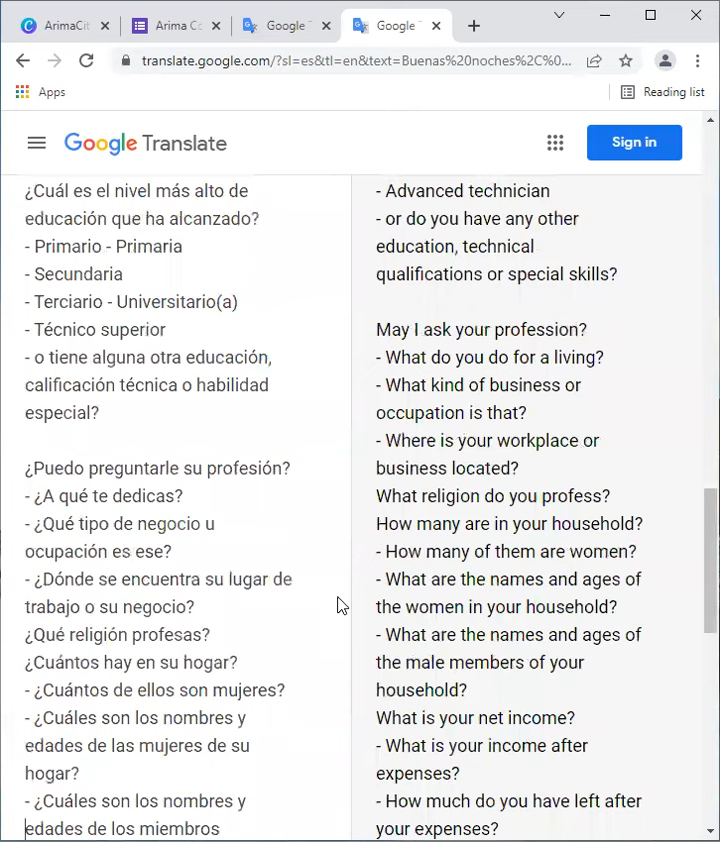 ArimaCit
Arima Co
Google T
Google T
translate.google.com/?sl=es&tl=en&text=Buenas%20noches%2C%0...
Apps
Reading list
Google Translate
Sign in
¿Cuál es el nivel más alto de
educación que ha alcanzado?
- Primario - Primaria
- Secundaria
- Terciario - Universitario(a)
- Técnico superior
- o tiene alguna otra educación,
calificación técnica o habilidad
especial?
¿Puedo preguntarle su profesión?
- ¿A qué te dedicas?
- ¿Qué tipo de negocio u
ocupación es ese?
- ¿Dónde se encuentra su lugar de
trabajo o su negocio?
¿Qué religión profesas?
¿Cuántos hay en su hogar?
- ¿Cuántos de ellos son mujeres?
- ¿Cuáles son los nombres y
edades de las mujeres de su
hogar?
- ¿Cuáles son los nombres y
edades de los miembros
- Advanced technician
- or do you have any other
education, technical
qualifications or special skills?
May I ask your profession?
- What do you do for a living?
- What kind of business or
occupation is that?
- Where is your workplace or
business located?
What religion do you profess?
How many are in your household?
- How many of them are women?
- What are the names and ages of
the women in your household?
- What are the names and ages of
the male members of your
household?
What is your net income?
- What is your income after
expenses?
- How much do you have left after
your expenses?